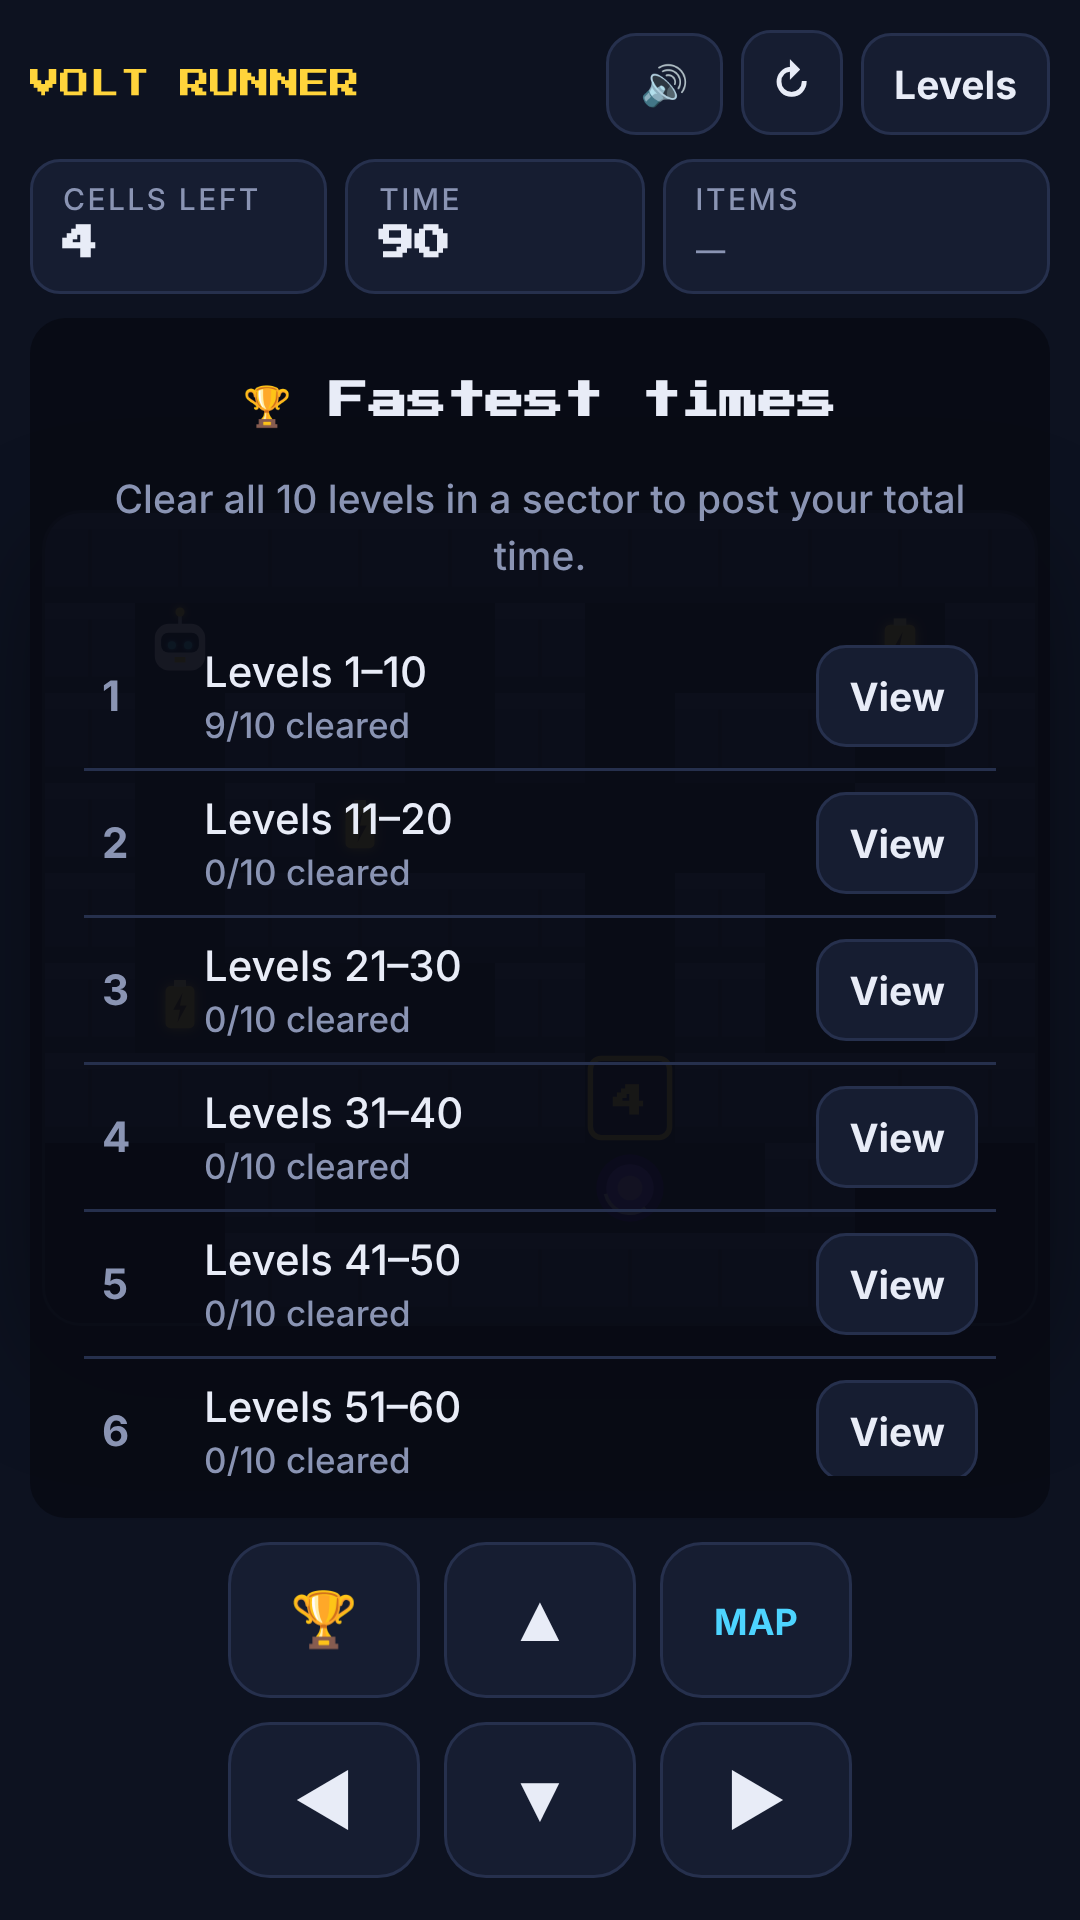 VOLT RUNNER
Levels
CELLS LEFT
4
TIME
90
ITEMS
—
Fastest times
Clear all 10 levels in a sector to post your total
time.
1
Levels 1–10
9/10 cleared
View
2
Levels 11–20
0/10 cleared
View
3
Levels 21–30
0/10 cleared
View
4
4
Levels 31–40
0/10 cleared
View
5
Levels 41–50
0/10 cleared
View
6
Levels 51–60
0/10 cleared
View
MAP